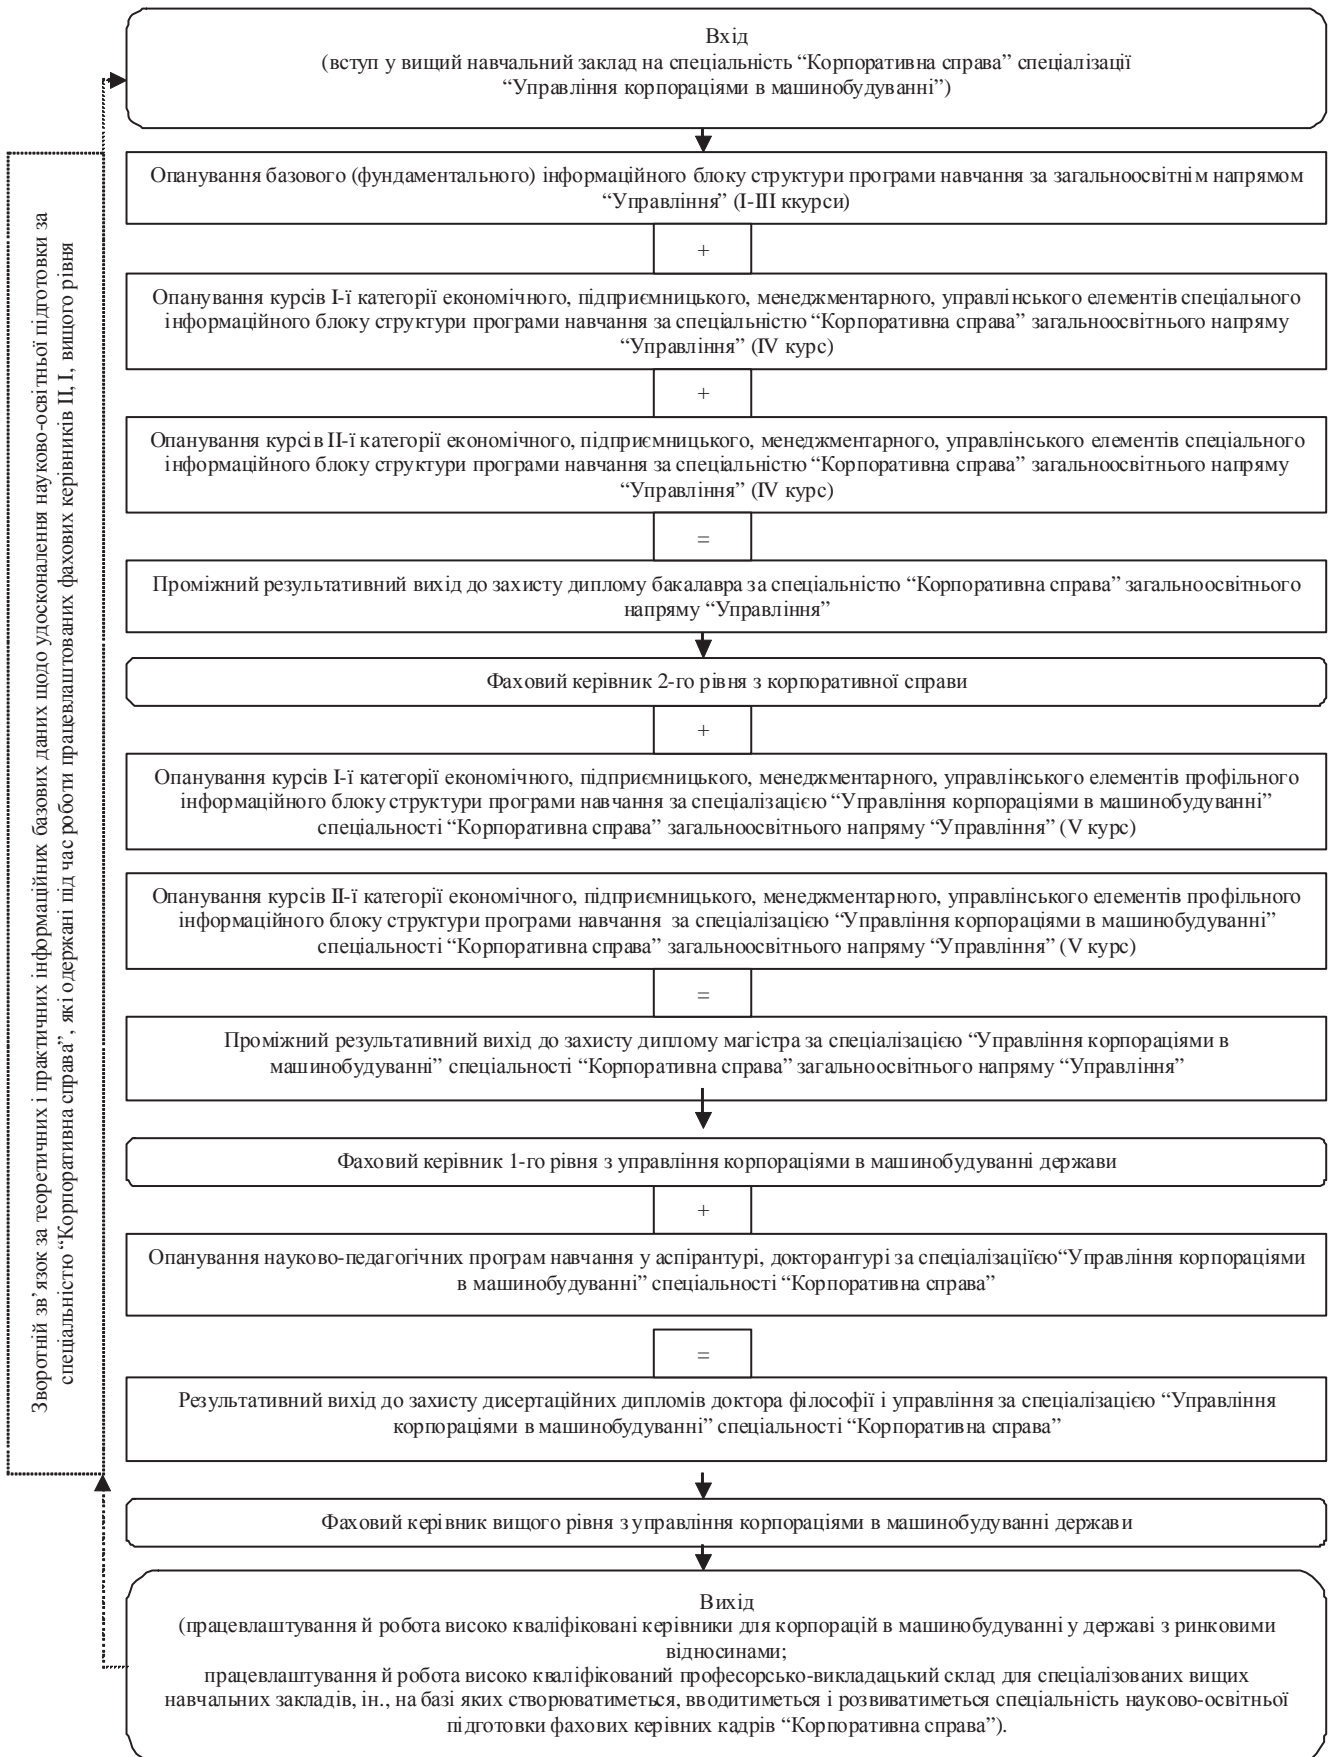 Вхід
(вступ у вищий навчальний заклад на спеціальність “Корпоративна справа” спеціалізації
“Управління корпораціями в машинобудуванні”)
Зворотній зв’язок за теоретичних і практичних інформаційних базових даних щодо удосконалення науково-освітньої підготовки за
спеціальністю “Корпоративна справа”, які одержані під час роботи працевлаштованих фахових керівників II, I, вищого рівня
Опанування базового (фундаментального) інформаційного блоку структури програми навчання за загальноосвітнім напрямом
“Управління” (I-III ккурси)
+
Опанування курсів I-ї категорії економічного, підприємницького, менеджментарного, управлінського елементів спеціального
інформаційного блоку структури програми навчання за спеціальністю “Корпоративна справа” загальноосвітнього напряму
“Управління” (IV курс)
+
Опанування курсів II-ї категорії економічного, підприємницького, менеджментарного, управлінського елементів спеціального
інформаційного блоку структури програми навчання за спеціальністю “Корпоративна справа” загальноосвітнього напряму
“Управління” (IV курс)
=
Проміжний результативний вихід до захисту диплому бакалавра за спеціальністю “Корпоративна справа” загальноосвітнього
напряму “Управління”
Фаховий керівник 2-го рівня з корпоративної справи
+
Опанування курсів I-ї категорії економічного, підприємницького, менеджментарного, управлінського елементів профільного
інформаційного блоку структури програми навчання за спеціалізацією “Управління корпораціями в машинобудуванні”
спеціальності “Корпоративна справа” загальноосвітнього напряму “Управління” (V курс)
Опанування курсів II-ї категорії економічного, підприємницького, менеджментарного, управлінського елементів профільного
інформаційного блоку структури програми навчання за спеціалізацією “Управління корпораціями в машинобудуванні”
спеціальності “Корпоративна справа” загальноосвітнього напряму “Управління” (V курс)
=
Проміжний результативний вихід до захисту диплому магістра за спеціалізацією “Управління корпораціями в
машинобудуванні” спеціальності “Корпоративна справа” загальноосвітнього напряму “Управління”
Фаховий керівник 1-го рівня з управління корпораціями в машинобудуванні держави
+
Опанування науково-педагогічних програм навчання у аспірантурі, докторантурі за спеціалізаціїєю“Управління корпораціями
в машинобудуванні” спеціальності “Корпоративна справа”
=
Результативний вихід до захисту дисертаційних дипломів доктора філософії і управління за спеціалізацією “Управління
корпораціями в машинобудуванні” спеціальності “Корпоративна справа”
Фаховий керівник вищого рівня з управління корпораціями в машинобудуванні держави
Вихід
(працевлаштування й робота високо кваліфіковані керівники для корпорацій в машинобудуванні у державі з ринковими
відносинами;
працевлаштування й робота високо кваліфікований професорсько-викладацький склад для спеціалізованих вищих
навчальних закладів, ін., на базі яких створюватиметься, вводитиметься і розвиватиметься спеціальність науково-освітньої
підготовки фахових керівних кадрів “Корпоративна справа”).